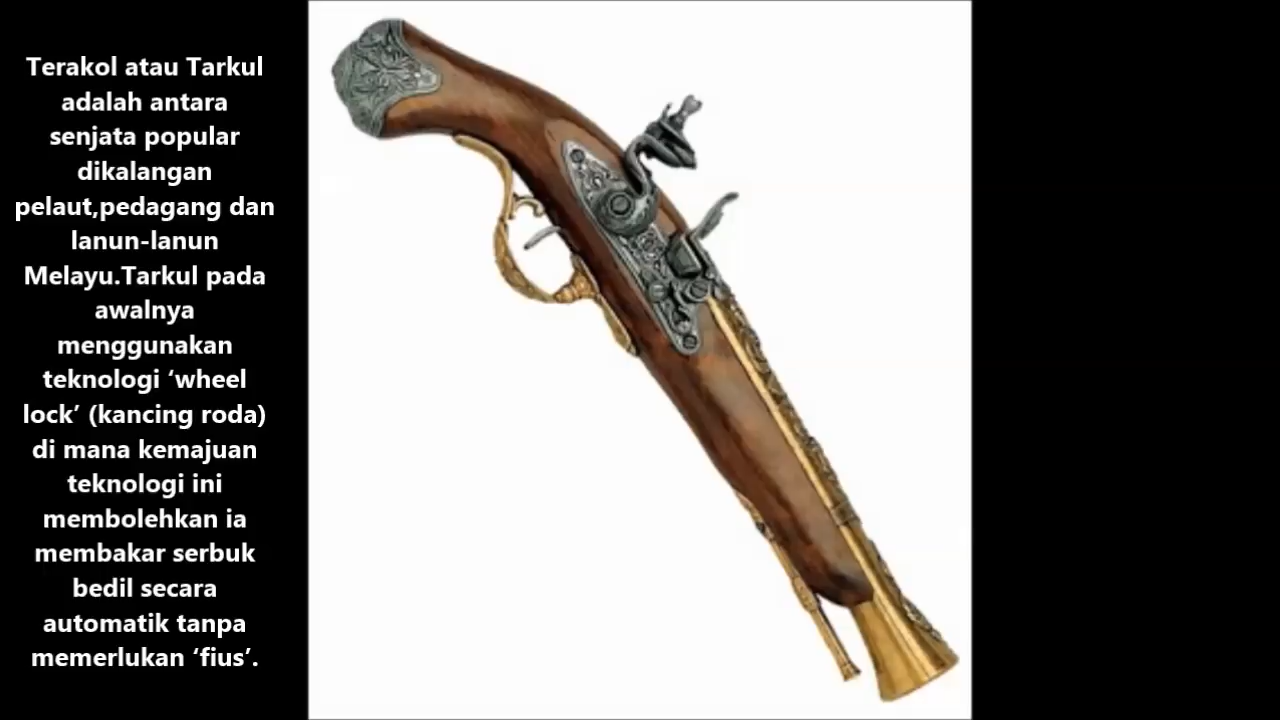 Terakol atau Tarkul
adalah antara
senjata popular
dikalangan
pelaut,pedagang dan
lanun-lanun
Melayu.Tarkul pada
awalnya
menggunakan
teknologi ‘wheel
lock’ (kancing roda)
di mana kemajuan
teknologi ini
membolehkan ia
membakar serbuk
bedil secara
automatik tanpa
memerlukan ‘fius’.